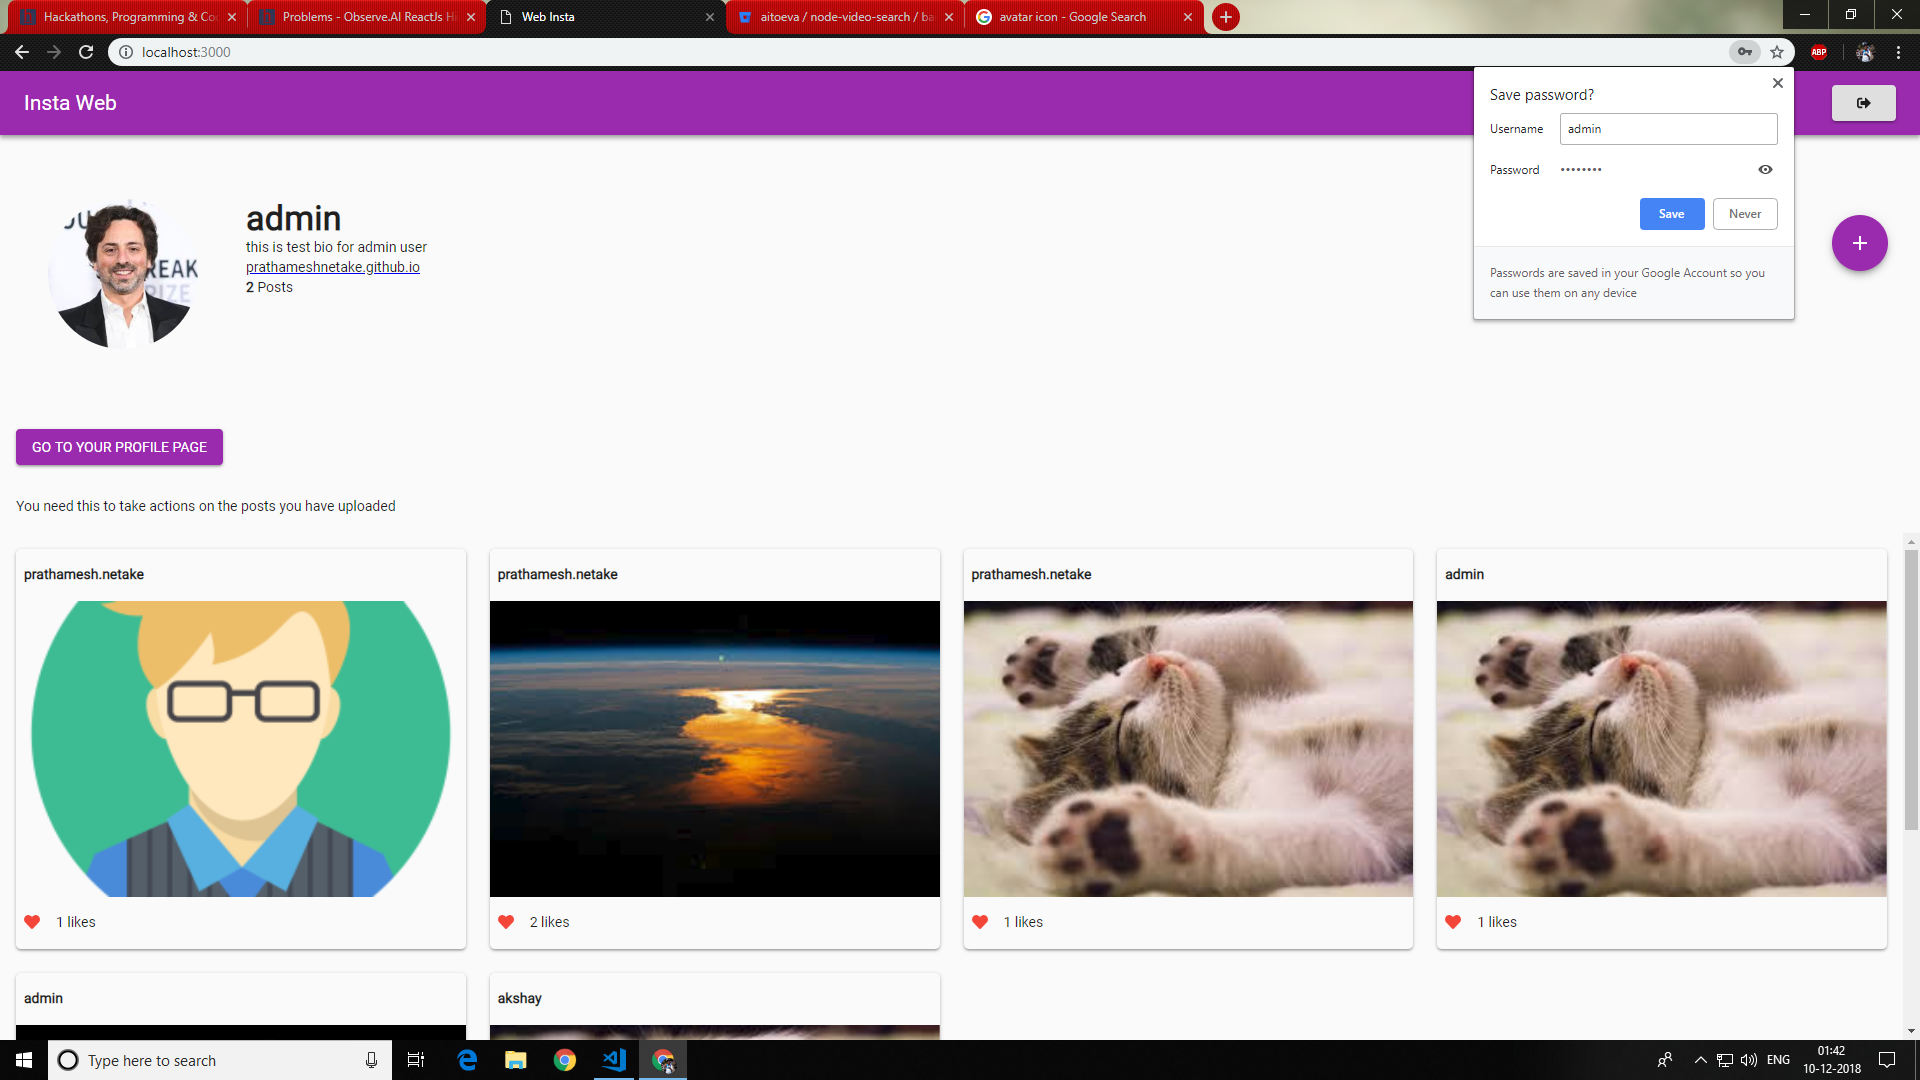 Hackathons, Programming & Co
Problems - Observe.AI ReactJs Hi
Web Insta
aitoeva / node-video-search / ba
avatar icon - Google Search
localhost:3000
ABP
Insta Web
Save password?
Username
admin
Password
••••••••
Save
Never
Passwords are saved in your Google Account so you
can use them on any device
admin
this is test bio for admin user
prathameshnetake.github.io
2 Posts
REAK
IZE
GO TO YOUR PROFILE PAGE
You need this to take actions on the posts you have uploaded
prathamesh.netake
prathamesh.netake
prathamesh.netake
admin
1 likes
2 likes
1 likes
1 likes
admin
akshay
Type here to search
ENG
01:42
10-12-2018